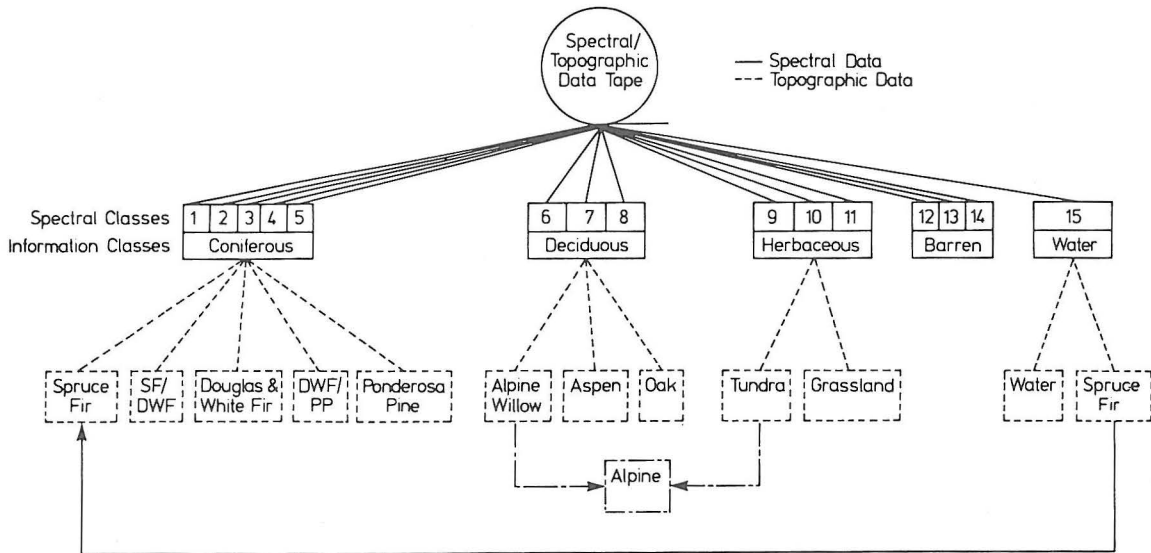 Spectral/
Topographic
Data Tape
Spectral Data
Topographic Data
Spectral Classes 1 2 3 4 5 6 7 8 9 10 11 12 13 14 15
Information Classes Coniferous Deciduous Herbaceous Barren Water
Spruce Fir
SF/
DWF
Douglas &
White Fir
DWF/
PP
Ponderosa
Pine
Alpine
Willow
Aspen
Oak
Tundra
Grassland
Water
Spruce
Fir
Alpine